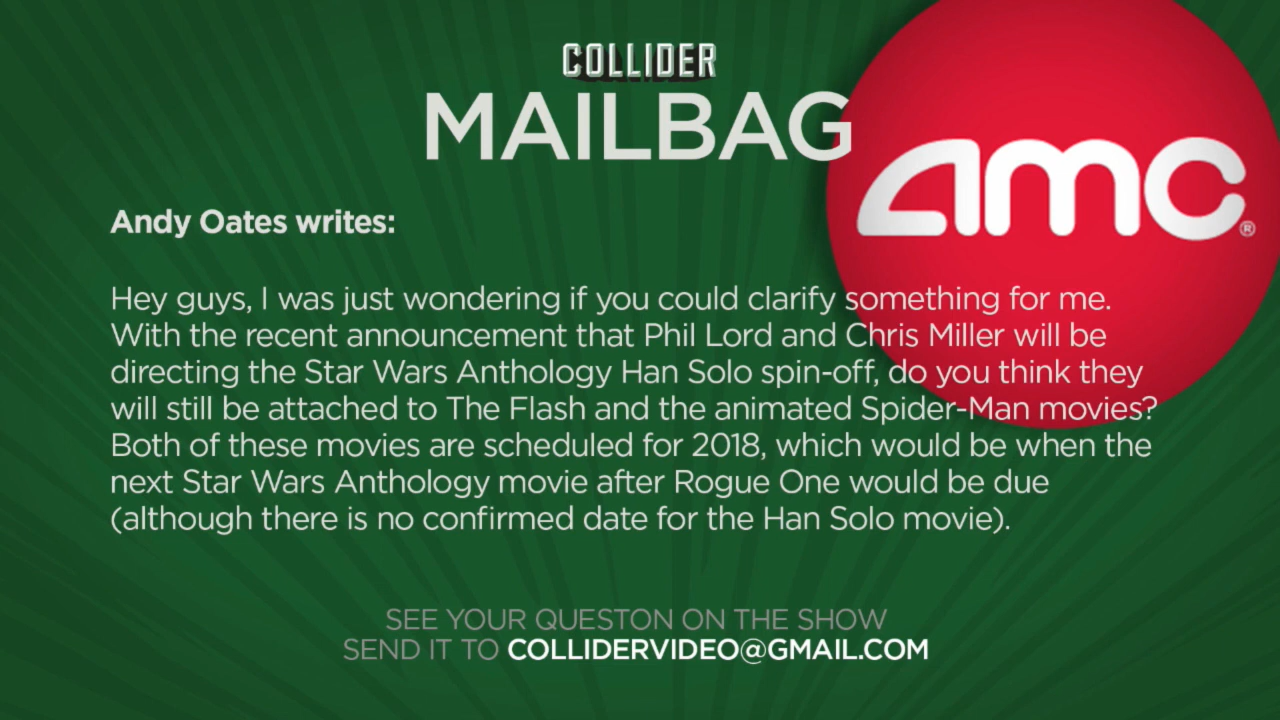 COLLIDER
MAILBAG
amc®
Andy Oates writes:
Hey guys, I was just wondering if you could clarify something for me.
With the recent announcement that Phil Lord and Chris Miller will be
directing the Star Wars Anthology Han Solo spin-off, do you think they
will still be attached to The Flash and the animated Spider-Man movies?
Both of these movies are scheduled for 2018, which would be when the
next Star Wars Anthology movie after Rogue One would be due
(although there is no confirmed date for the Han Solo movie).
SEE YOUR QUESTON ON THE SHOW
SEND IT TO COLLIDERVIDEO@GMAIL.COM